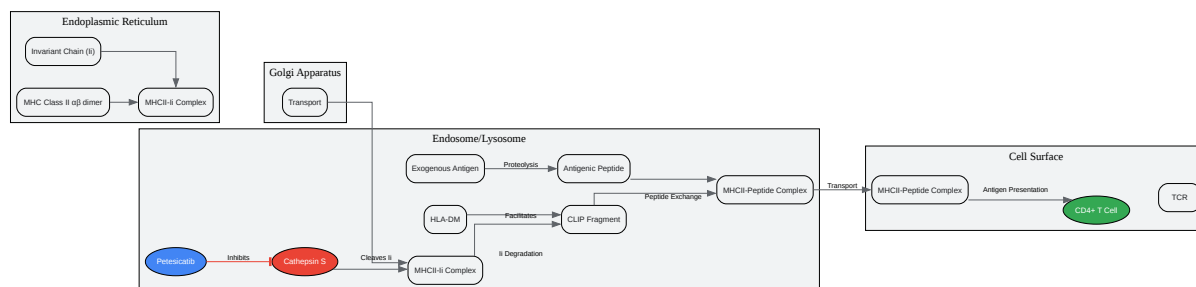 Endoplasmic Reticulum
Invariant Chain (Ii)
MHC Class II αβ dimer
MHCII-Ii Complex
Golgi Apparatus
Transport
Endosome/Lysosome
Exogenous Antigen
Proteolysis
Antigenic Peptide
MHCII-Peptide Complex
Peptide Exchange
HLA-DM
Facilitates
CLIP Fragment
Ii Degradation
Petesicatib
Inhibits
Cathepsin S
Cleaves Ii
MHCII-Ii Complex
Transport
Cell Surface
MHCII-Peptide Complex
Antigen Presentation
CD4+ T Cell
TCR